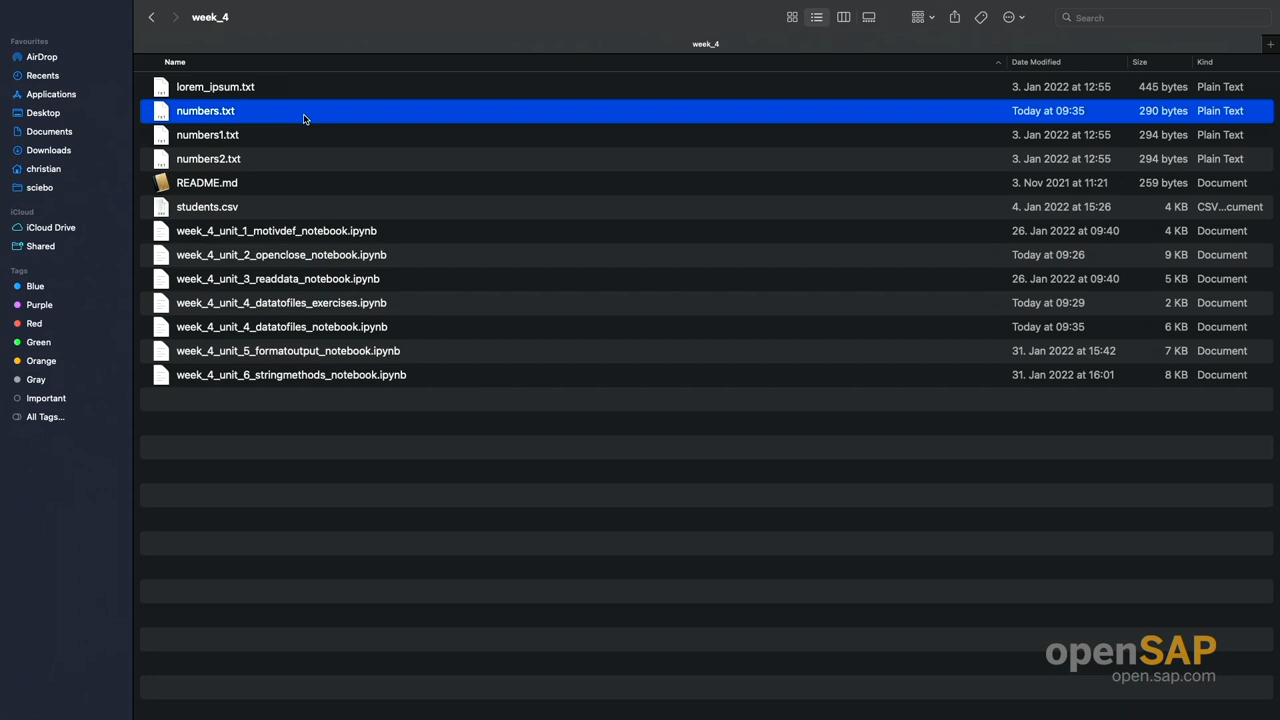 week_4
Search
week_4
Favourites
AirDrop
Recents
Applications
Desktop
Documents
Downloads
christian
sciebo
iCloud
iCloud Drive
Shared
Tags
Blue
Purple
Red
Green
Orange
Gray
Important
All Tags...
Name Date Modified Size Kind
lorem_ipsum.txt 3. Jan 2022 at 12:55 445 bytes Plain Text
numbers.txt Today at 09:35 290 bytes Plain Text
numbers1.txt 3. Jan 2022 at 12:55 294 bytes Plain Text
numbers2.txt 3. Jan 2022 at 12:55 294 bytes Plain Text
README.md 3. Nov 2021 at 11:21 259 bytes Document
students.csv 4. Jan 2022 at 15:26 4 KB CSV...cument
week_4_unit_1_motivdef_notebook.ipynb 26. Jan 2022 at 09:40 4 KB Document
week_4_unit_2_openclose_notebook.ipynb Today at 09:26 9 KB Document
week_4_unit_3_readdata_notebook.ipynb 26. Jan 2022 at 09:40 5 KB Document
week_4_unit_4_datatofiles_exercises.ipynb Today at 09:29 2 KB Document
week_4_unit_4_datatofiles_notebook.ipynb Today at 09:35 6 KB Document
week_4_unit_5_formatoutput_notebook.ipynb 31. Jan 2022 at 15:42 7 KB Document
week_4_unit_6_stringmethods_notebook.ipynb 31. Jan 2022 at 16:01 8 KB Document
openSAP
open.sap.com